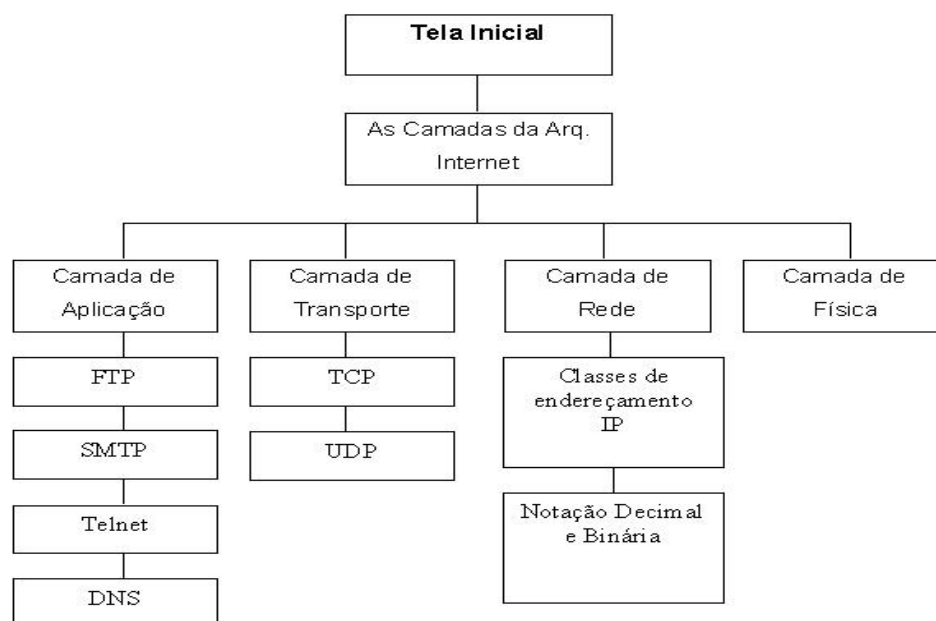 Tela Inicial
As Camadas da Arq.
Internet
Camada de
Aplicação
Camada de
Transporte
Camada de
Rede
Camada de
Física
FTP
TCP
Classes de
endereçamento
IP
SMTP
UDP
Telnet
Notação Decimal
e Binária
DNS